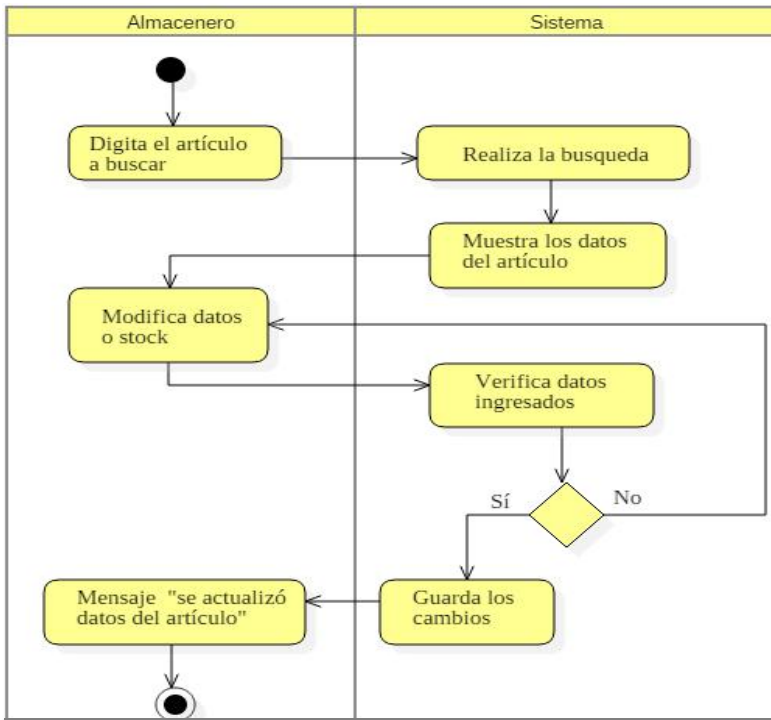 Almacenero
Sistema
Digita el artículo
a buscar
Realiza la busqueda
Muestra los datos
del artículo
Modifica datos
o stock
Verifica datos
ingresados
Sí
No
Guarda los
cambios
Mensaje "se actualizó
datos del artículo"